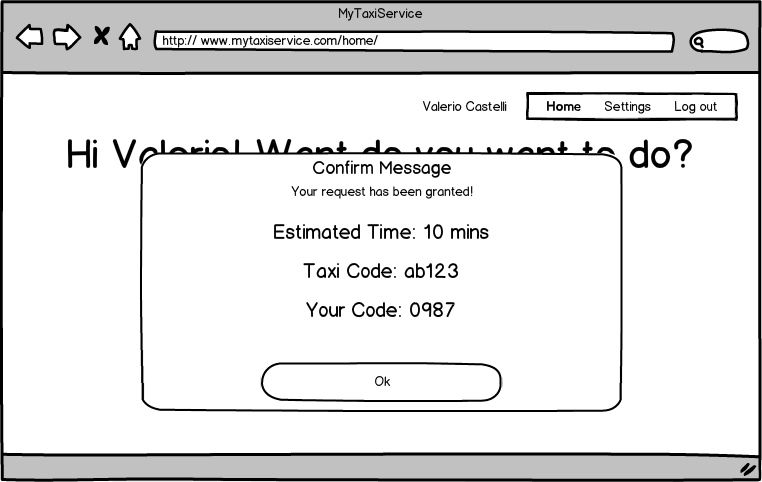 MyTaxiService
http:// www.mytaxiservice.com/home/
Valerio Castelli Home Settings Log out
Hi Valerio! Want do you want to do?
Confirm Message
Your request has been granted!
Estimated Time: 10 mins
Taxi Code: ab123
Your Code: 0987
Ok